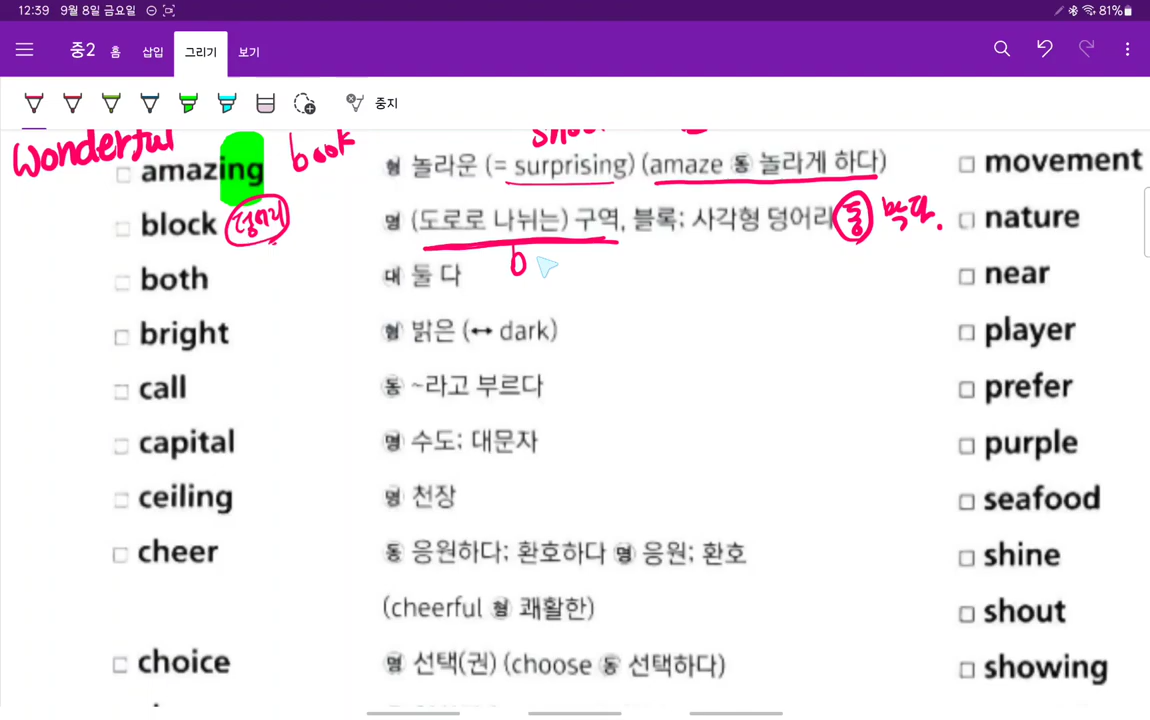 12:39 9월 8일 금요일 81%
중2 홈 삽입 그리기 보기
중지
wonderful
book
amazing 형 놀라운 (= surprising) (amaze 동 놀라게 하다) movement
block 덩어리 명 (도로로 나뉘는) 구역, 블록; 사각형 덩어리 동 막다. nature
b
both 대 둘 다 near
bright 형 밝은 (↔ dark) player
call 동 ~라고 부르다 prefer
capital 명 수도; 대문자 purple
ceiling 명 천장 seafood
cheer 동 응원하다; 환호하다 명 응원; 환호 shine
(cheerful 형 쾌활한) shout
choice 명 선택(권) (choose 동 선택하다) showing